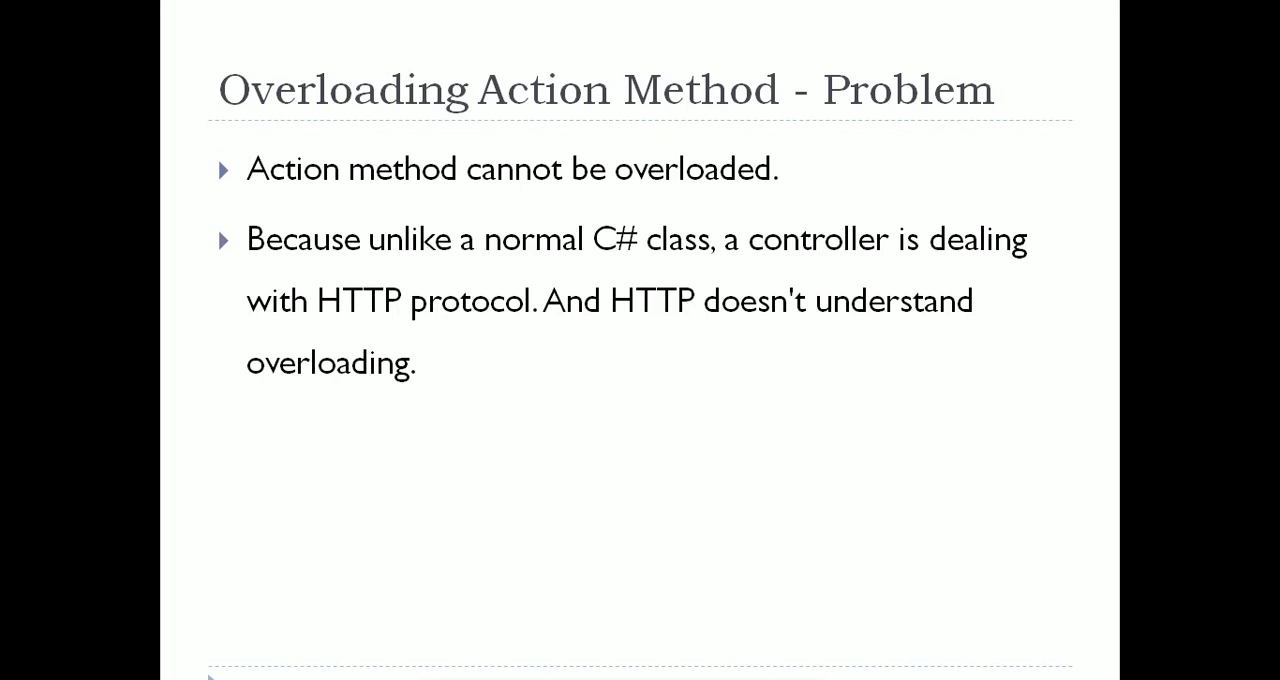 Overloading Action Method - Problem
Action method cannot be overloaded.
Because unlike a normal C# class, a controller is dealing
with HTTP protocol. And HTTP doesn't understand
overloading.